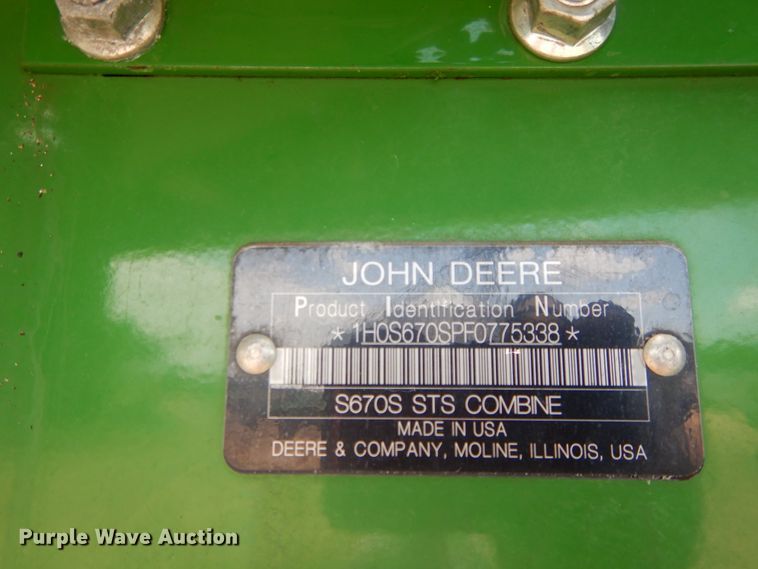 JOHN DEERE
Product Identification Number
*1H0S670SPF0775338*
S670S STS COMBINE
MADE IN USA
DEERE & COMPANY, MOLINE, ILLINOIS, USA
Purple Wave Auction